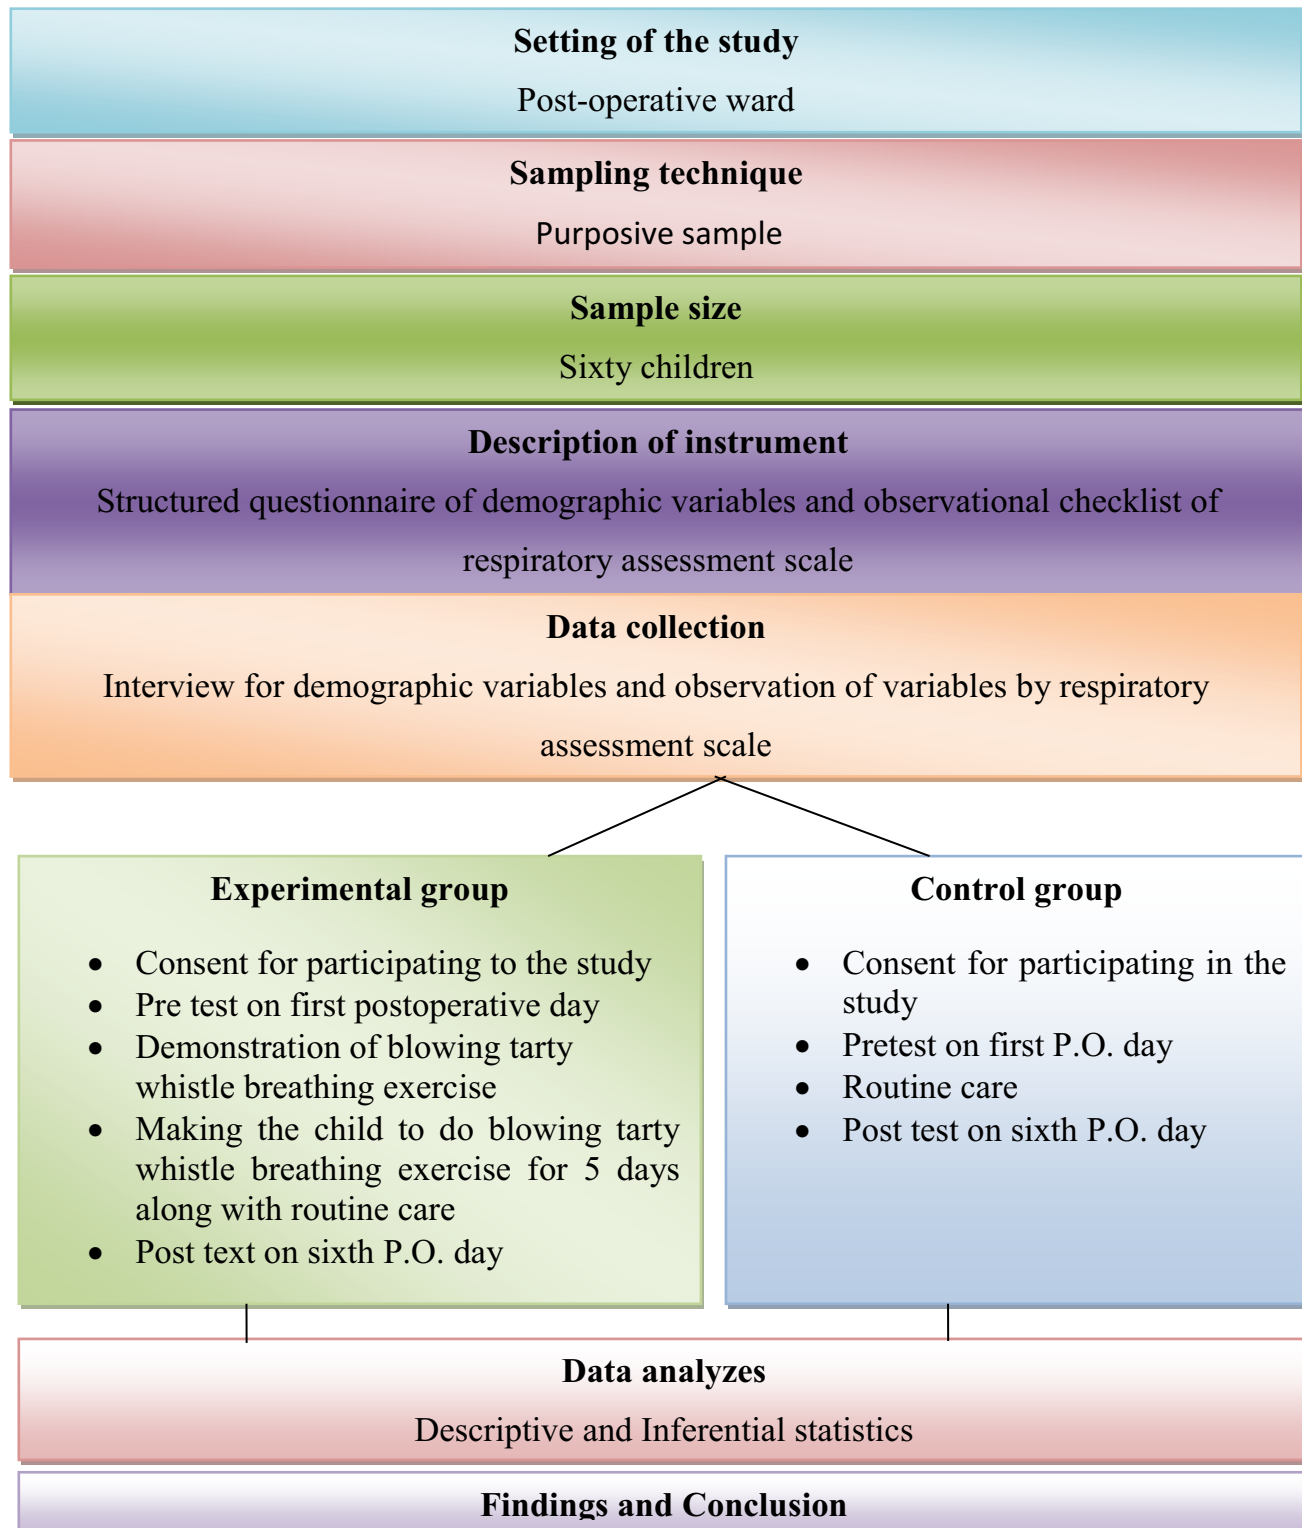 Setting of the study
Post-operative ward
Sampling technique
Purposive sample
Sample size
Sixty children
Description of instrument
Structured questionnaire of demographic variables and observational checklist of
respiratory assessment scale
Data collection
Interview for demographic variables and observation of variables by respiratory
assessment scale
Experimental group
• Consent for participating to the study
• Pre test on first postoperative day
• Demonstration of blowing tarty
whistle breathing exercise
• Making the child to do blowing tarty
whistle breathing exercise for 5 days
along with routine care
• Post text on sixth P.O. day
Control group
• Consent for participating in the
study
• Pretest on first P.O. day
• Routine care
• Post test on sixth P.O. day
Data analyzes
Descriptive and Inferential statistics
Findings and Conclusion